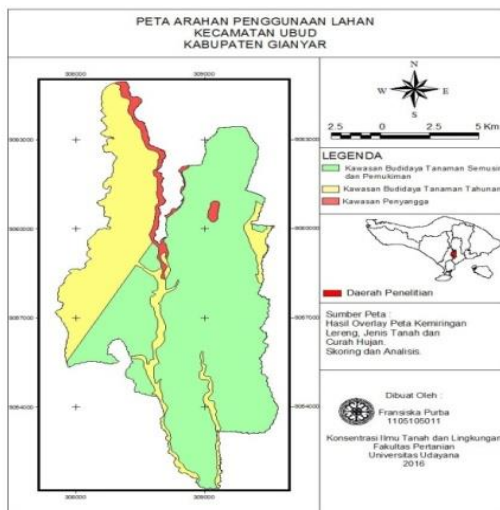 PETA ARAHAN PENGGUNAAN LAHAN
KECAMATAN UBUD
KABUPATEN GIANYAR
N
W E
S
2.5 0 2.5 5 Km
LEGENDA
Kawasan Budidaya Tanaman Semusim
dan Pemukiman
Kawasan Budidaya Tanaman Tahunan
Kawasan Penyangga
Daerah Penelitian
Sumber Peta :
Hasil Overlay Peta Kemiringan
Lereng, Jenis Tanah dan
Curah Hujan.
Skoring dan Analisis.
Dibuat Oleh :
Fransiska Purba
1105105011
Konsentrasi Ilmu Tanah dan Lingkungan
Fakultas Pertanian
Universitas Udayana
2016